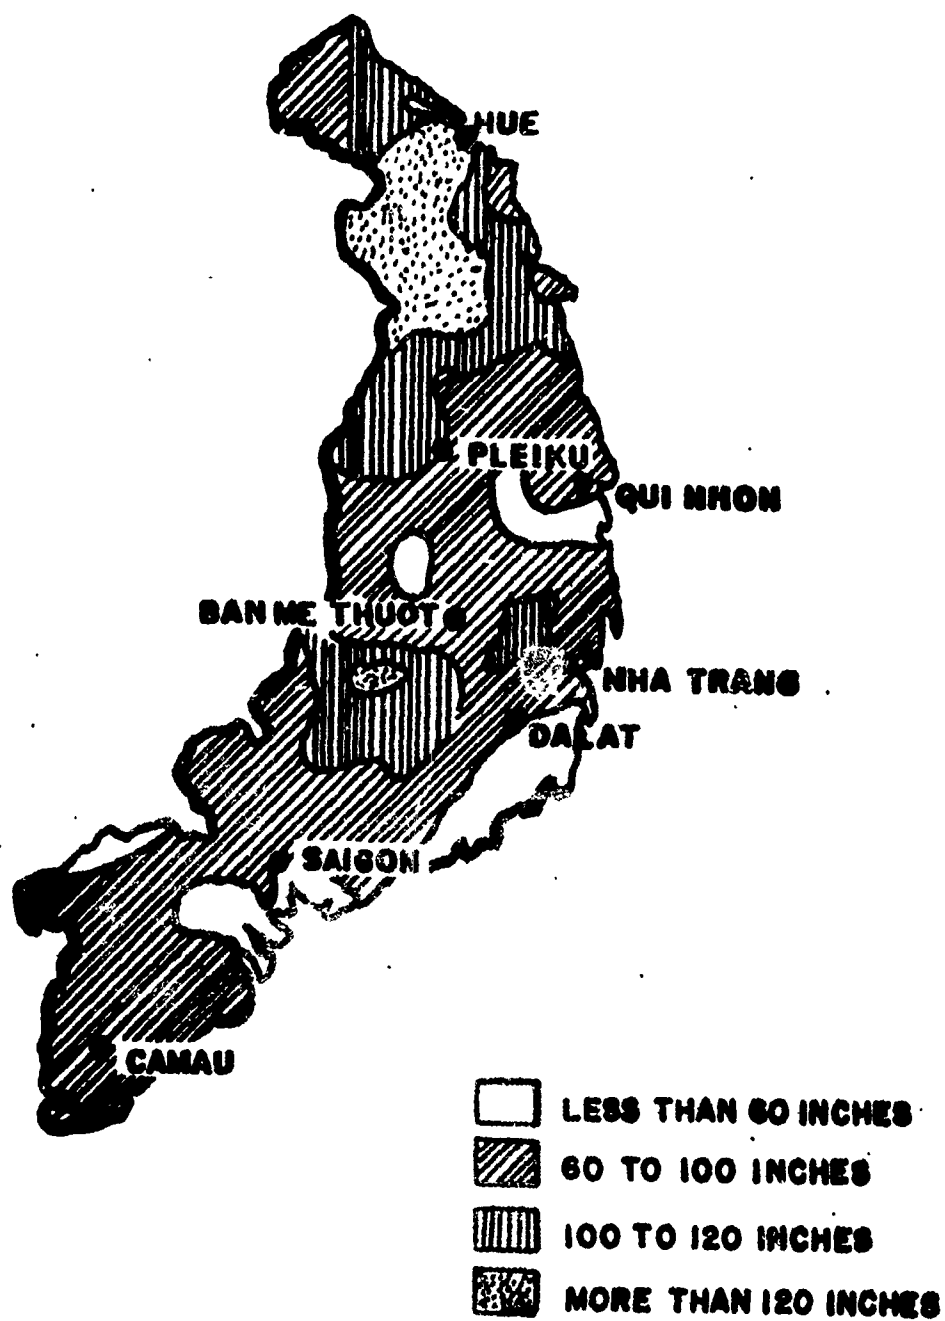 HUE
PLEIKU
QUI NHON
BAN ME THUOT
NHA TRANG
DALAT
SAIGON
CAMAU
LESS THAN 60 INCHES
60 TO 100 INCHES
100 TO 120 INCHES
MORE THAN 120 INCHES